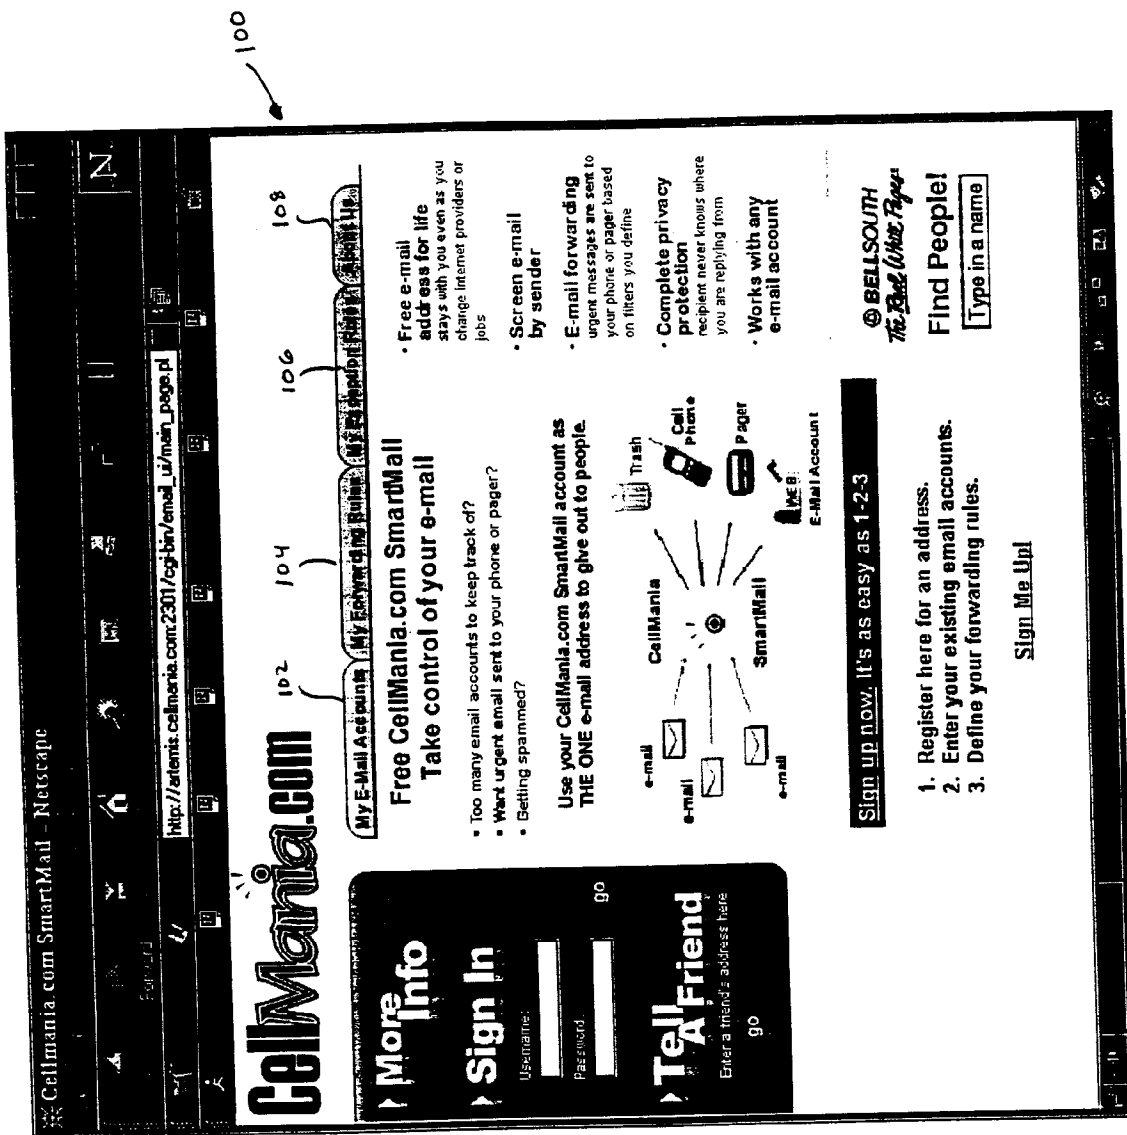 100
Cellmania.com SmartMail - Netscape
N
Forward
http://artemis.cellmania.com:2301/cgi-bin/email_ui/main_page.pl
CellMania.com
102
104
106
108
My E-Mail Accounts
My Forwarding Rules
My Exception Rules
About Us
More
Info
Sign In
Username:
Password:
go
Tell
A Friend
Enter a friend's address here
go
Free CellMania.com SmartMail
Take control of your e-mail
• Too many email accounts to keep track of?
• Want urgent email sent to your phone or pager?
• Getting spammed?
Use your CellMania.com SmartMail account as
THE ONE e-mail address to give out to people.
e-mail
e-mail
e-mail
CellMania
SmartMail
Trash
Cell
Phone
Pager
WEB
E-Mail Account
Sign up now. It's as easy as 1-2-3
1. Register here for an address.
2. Enter your existing email accounts.
3. Define your forwarding rules.
Sign Me Up!
• Free e-mail
address for life
stays with you even as you
change Internet providers or
jobs
• Screen e-mail
by sender
• E-mail forwarding
urgent messages are sent to
your phone or pager based
on filters you define
• Complete privacy
protection
recipient never knows where
you are replying from
• Works with any
e-mail account
BELLSOUTH
The Real White Pages
Find People!
Type in a name